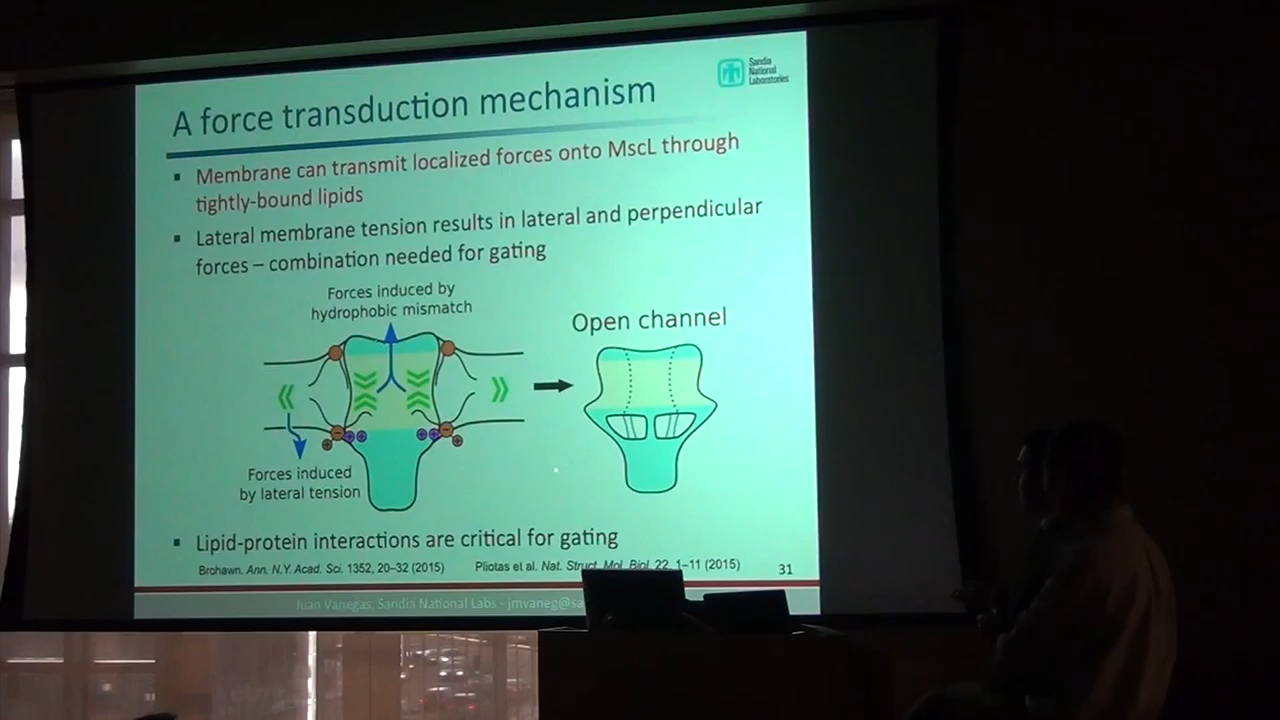 Sandia
National
Laboratories
A force transduction mechanism
▪ Membrane can transmit localized forces onto MscL through
tightly-bound lipids
▪ Lateral membrane tension results in lateral and perpendicular
forces – combination needed for gating
Forces induced by
hydrophobic mismatch
Open channel
Forces induced
by lateral tension
▪ Lipid-protein interactions are critical for gating
Brohawn. Ann. N.Y. Acad. Sci. 1352, 20–32 (2015)
Pliotas et al. Nat. Struct. Mol. Biol. 22, 1–11 (2015)
31
Juan Vanegas, Sandia National Labs - jmvaneg@sa